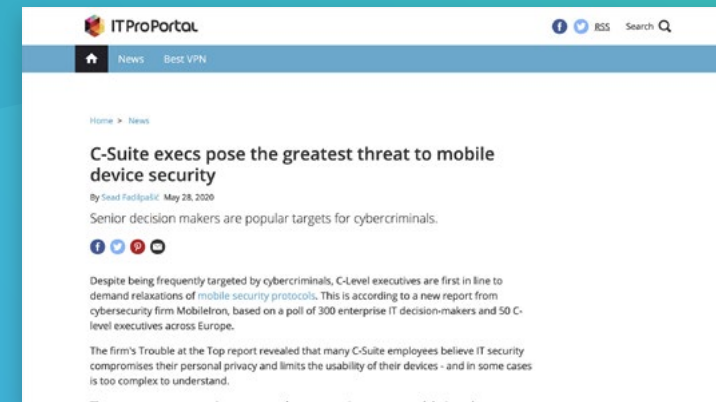 ITProPortal
RSS Search
News Best VPN
Home > News
C-Suite execs pose the greatest threat to mobile
device security
By Sead Fadilpašić May 28, 2020
Senior decision makers are popular targets for cybercriminals.
Despite being frequently targeted by cybercriminals, C-Level executives are first in line to
demand relaxations of mobile security protocols. This is according to a new report from
cybersecurity firm MobileIron, based on a poll of 300 enterprise IT decision-makers and 50 C-
level executives across Europe.
The firm's Trouble at the Top report revealed that many C-Suite employees believe IT security
compromises their personal privacy and limits the usability of their devices - and in some cases
is too complex to understand.